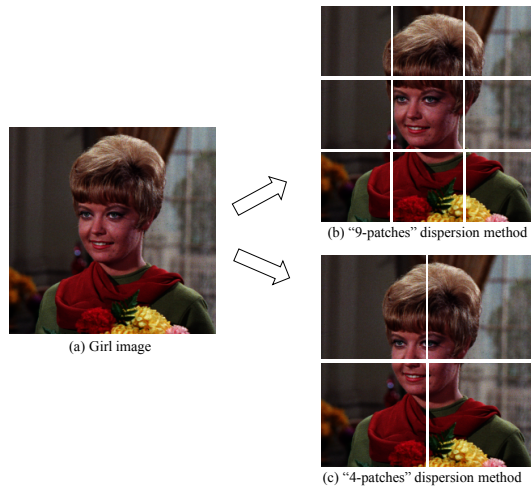 (a) Girl image
(b) “9-patches” dispersion method
(c) “4-patches” dispersion method